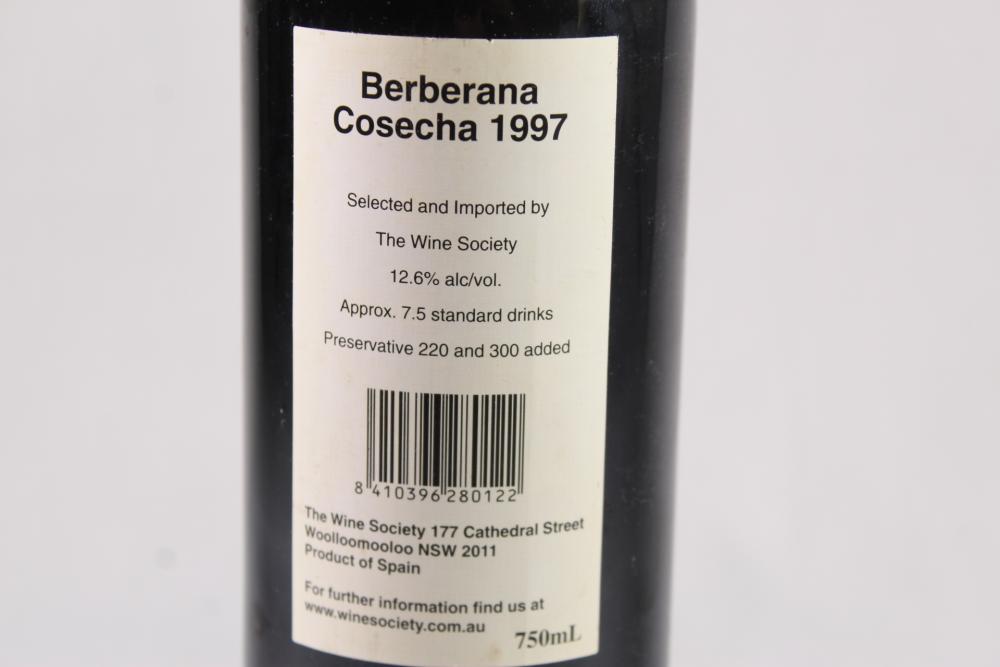 Berberana
Cosecha 1997
Selected and Imported by
The Wine Society
12.6% alc/vol.
Approx. 7.5 standard drinks
Preservative 220 and 300 added
8 410396 280122
The Wine Society 177 Cathedral Street
Woolloomooloo NSW 2011
Product of Spain
For further information find us at
www.winesociety.com.au
750mL